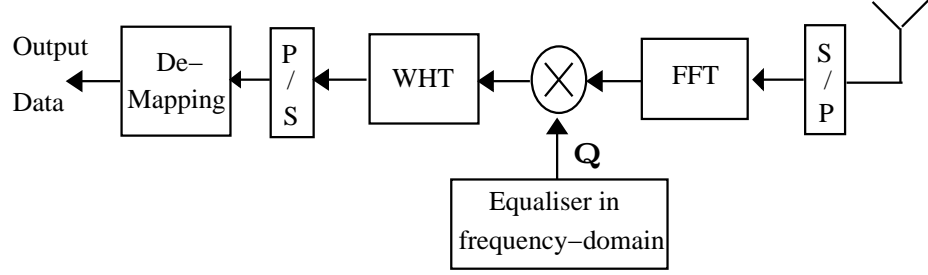 Output
Data
De−
Mapping
P
/
S
WHT
FFT
S
/
P
Q
Equaliser in
frequency−domain